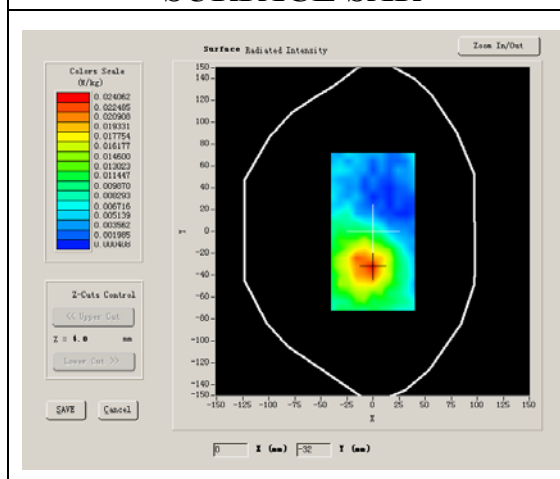 SURFACE SAR
Surface Radiated Intensity
Zoom In/Out
Colors Scale
(W/kg)
0.024062
0.022485
0.020908
0.019331
0.017754
0.016177
0.014600
0.013023
0.011447
0.009870
0.008293
0.006716
0.005139
0.003562
0.001985
0.000408
Z-Cuts Control
<< Upper Cut
Z = 4.0 mm
Lower Cut >>
SAVE
Cancel
150
140
120
100
80
60
40
20
0
-20
-40
-60
-80
-100
-120
-140
-150
Y
-150 -125 -100 -75 -50 -25 0 25 50 75 100 125 150
X
0 X (mm) -32 Y (mm)